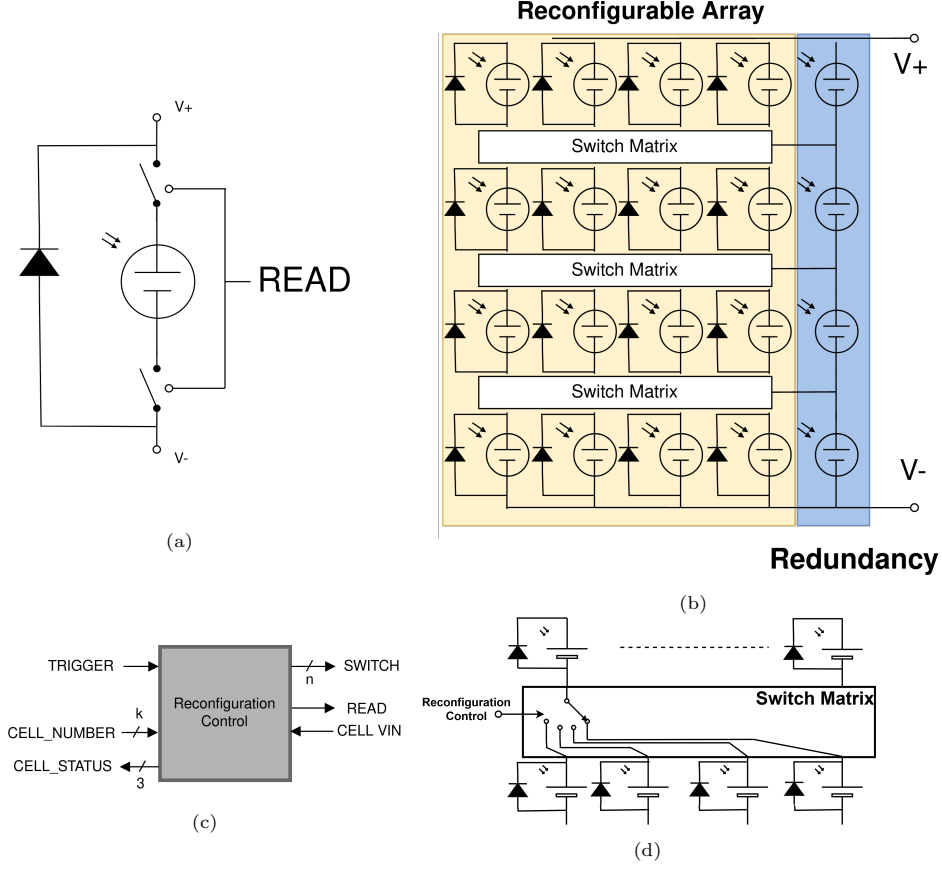 V+
READ
V-
(a)
Reconfigurable Array
V+
Switch Matrix
Switch Matrix
Switch Matrix
V-
Redundancy
(b)
TRIGGER
k
CELL_NUMBER
CELL_STATUS
3
Reconfiguration
Control
SWITCH
n
READ
CELL VIN
(c)
Switch Matrix
Reconfiguration
Control
(d)